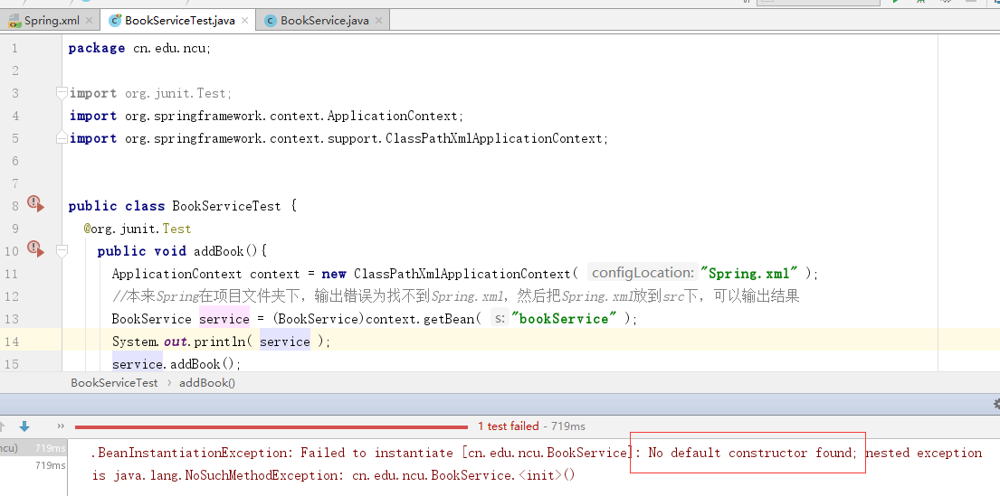 Spring.xml BookServiceTest.java BookService.java
1 package cn.edu.ncu;
2
3 import org.junit.Test;
4 import org.springframework.context.ApplicationContext;
5 import org.springframework.context.support.ClassPathXmlApplicationContext;
6
7
8 public class BookServiceTest {
9 @org.junit.Test
10 public void addBook(){
11 ApplicationContext context = new ClassPathXmlApplicationContext( configLocation: "Spring.xml" );
12 //本来Spring在项目文件夹下，输出错误为找不到Spring.xml，然后把Spring.xml放到src下，可以输出结果
13 BookService service = (BookService)context.getBean( s: "bookService" );
14 System.out.println( service );
15 service.addBook();
BookServiceTest › addBook()
» 1 test failed - 719ms
ncu) 719ms .BeanInstantiationException: Failed to instantiate [cn.edu.ncu.BookService]: No default constructor found; nested exception
719ms is java.lang.NoSuchMethodException: cn.edu.ncu.BookService.<init>()